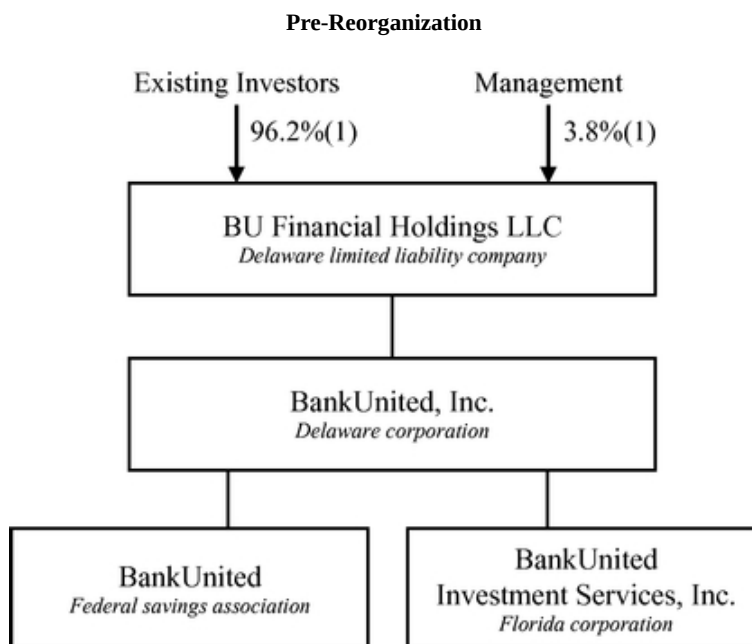 Pre-Reorganization
Existing Investors
Management
96.2%(1)
3.8%(1)
BU Financial Holdings LLC
Delaware limited liability company
BankUnited, Inc.
Delaware corporation
BankUnited
Federal savings association
BankUnited
Investment Services, Inc.
Florida corporation